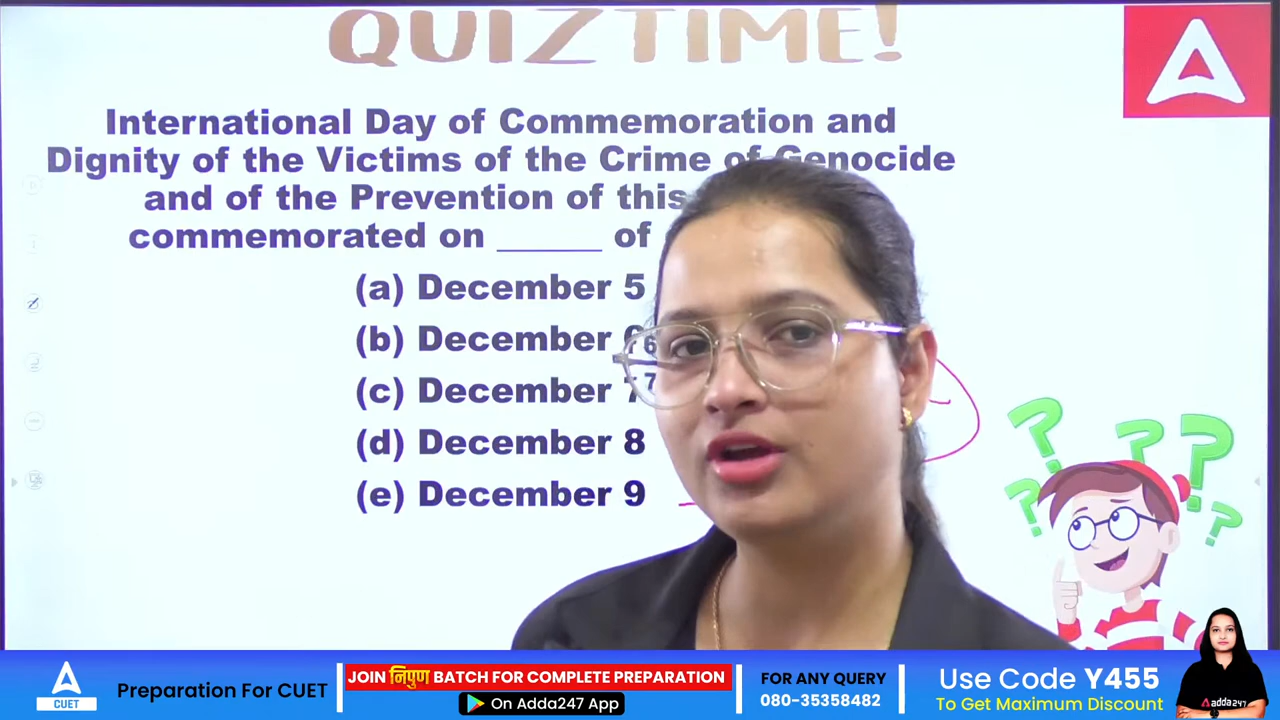 QUIZTIME!
International Day of Commemoration and
Dignity of the Victims of the Crime of Genocide
and of the Prevention of this
commemorated on ______ of
(a) December 5
(b) December 6
(c) December 7
(d) December 8
(e) December 9
CUET
Preparation For CUET
JOIN निपुण BATCH FOR COMPLETE PREPARATION
On Adda247 App
FOR ANY QUERY
080-35358482
Use Code Y455
To Get Maximum Discount
adda247